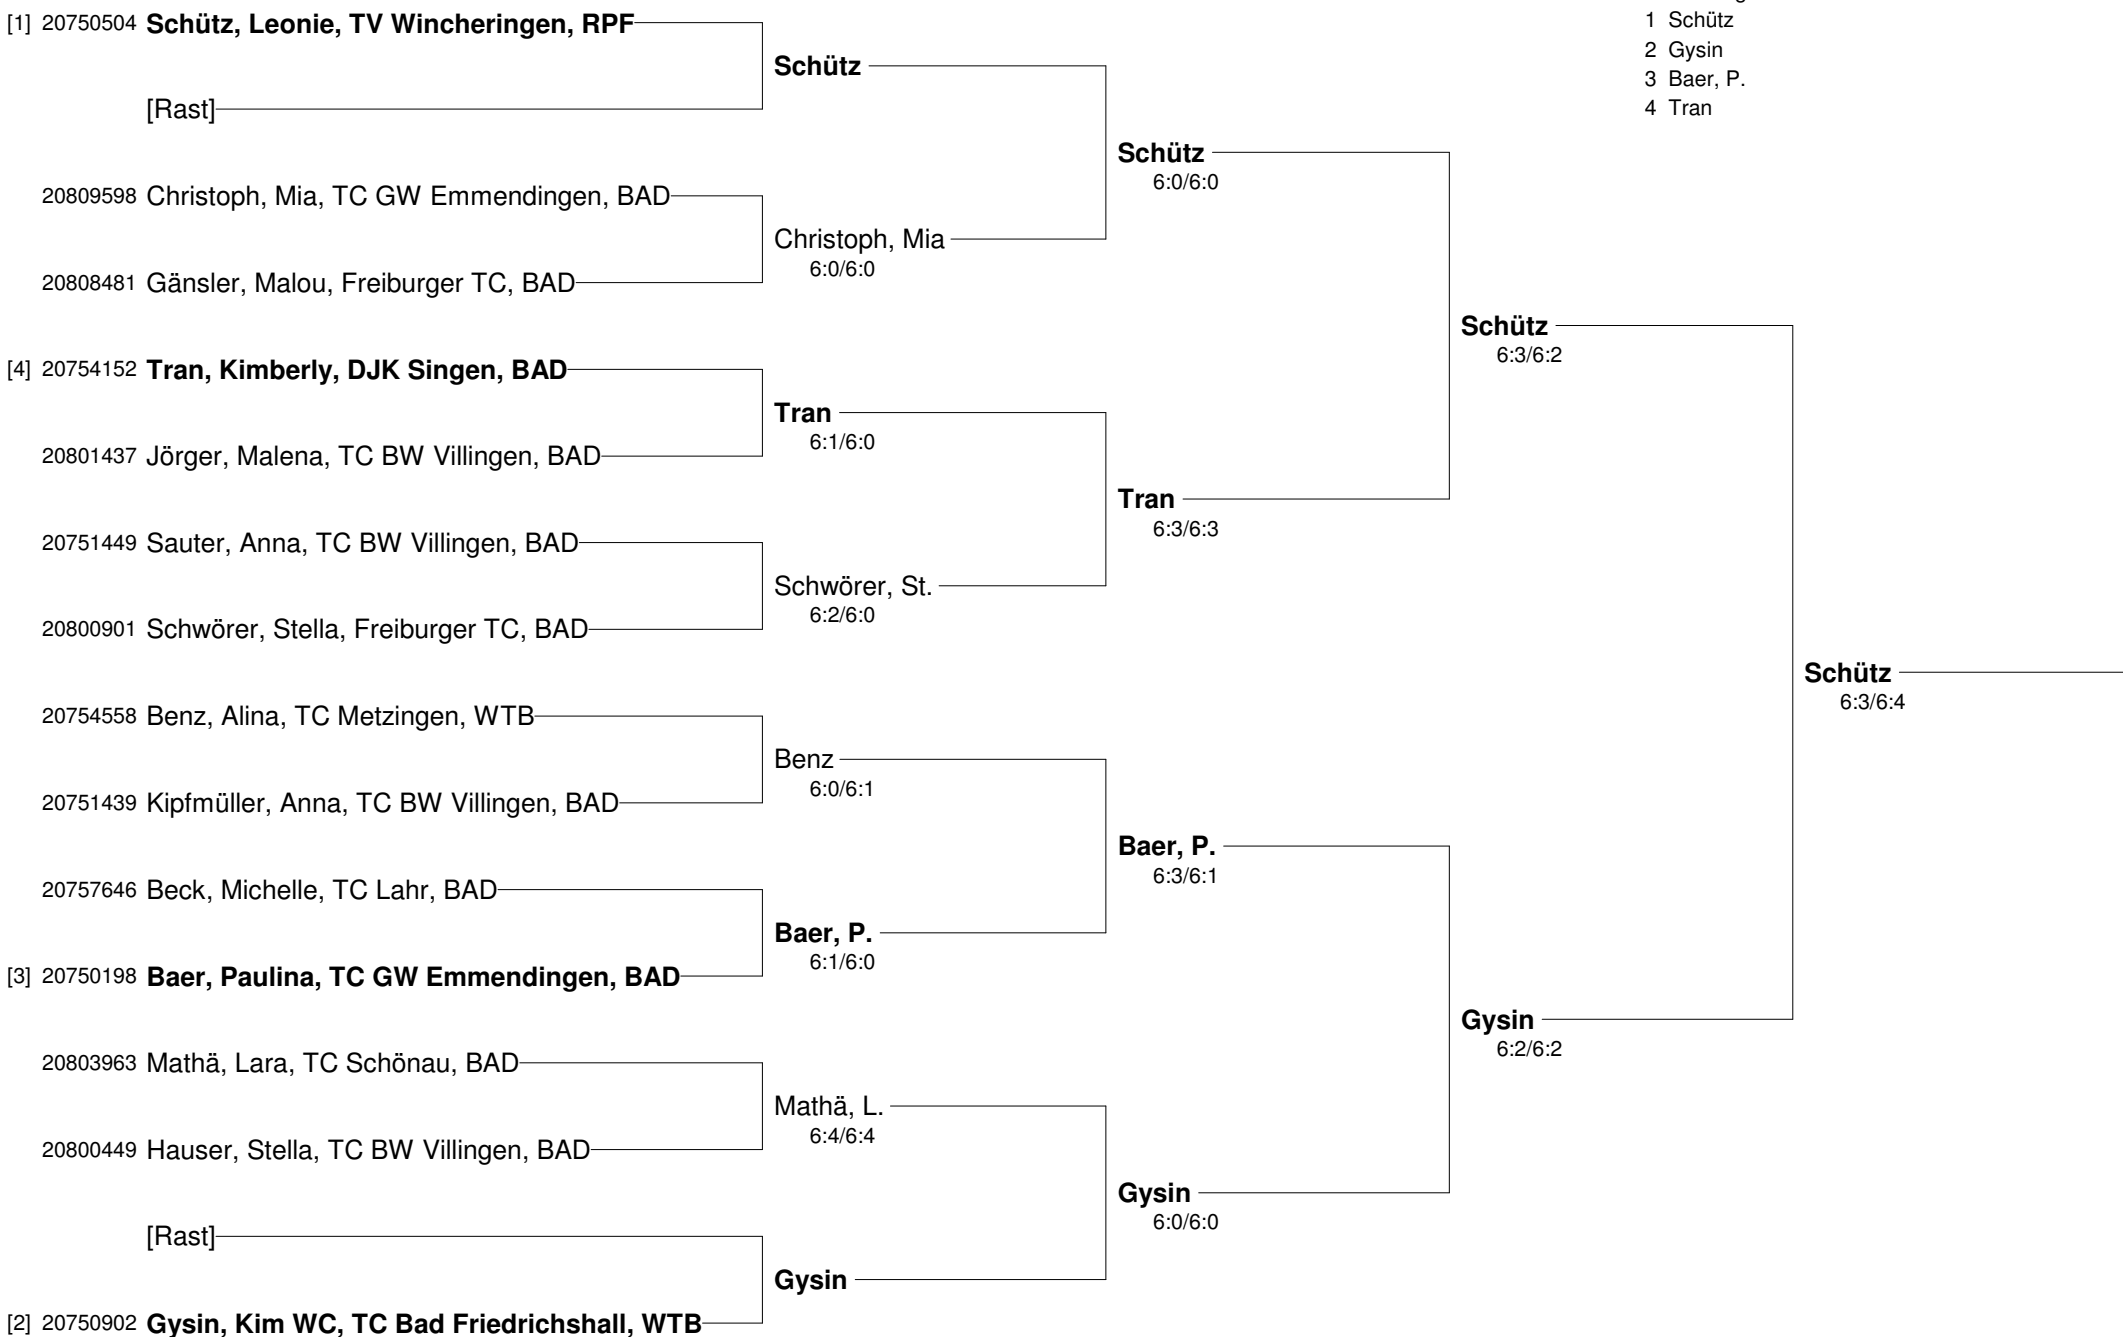 [1] 20750504 Schütz, Leonie, TV Wincheringen, RPF
[Rast]
20809598 Christoph, Mia, TC GW Emmendingen, BAD
20808481 Gänsler, Malou, Freiburger TC, BAD
[4] 20754152 Tran, Kimberly, DJK Singen, BAD
20801437 Jörger, Malena, TC BW Villingen, BAD
20751449 Sauter, Anna, TC BW Villingen, BAD
20800901 Schwörer, Stella, Freiburger TC, BAD
20754558 Benz, Alina, TC Metzingen, WTB
20751439 Kipfmüller, Anna, TC BW Villingen, BAD
20757646 Beck, Michelle, TC Lahr, BAD
[3] 20750198 Baer, Paulina, TC GW Emmendingen, BAD
20803963 Mathä, Lara, TC Schönau, BAD
20800449 Hauser, Stella, TC BW Villingen, BAD
[Rast]
[2] 20750902 Gysin, Kim WC, TC Bad Friedrichshall, WTB
Schütz
Christoph, Mia
6:0/6:0
Tran
6:1/6:0
Schwörer, St.
6:2/6:0
Benz
6:0/6:1
Baer, P.
6:1/6:0
Mathä, L.
6:4/6:4
Gysin
Schütz
6:0/6:0
Tran
6:3/6:3
Baer, P.
6:3/6:1
Gysin
6:0/6:0
Schütz
6:3/6:2
Gysin
6:2/6:2
Schütz
6:3/6:4
1 Schütz
2 Gysin
3 Baer, P.
4 Tran